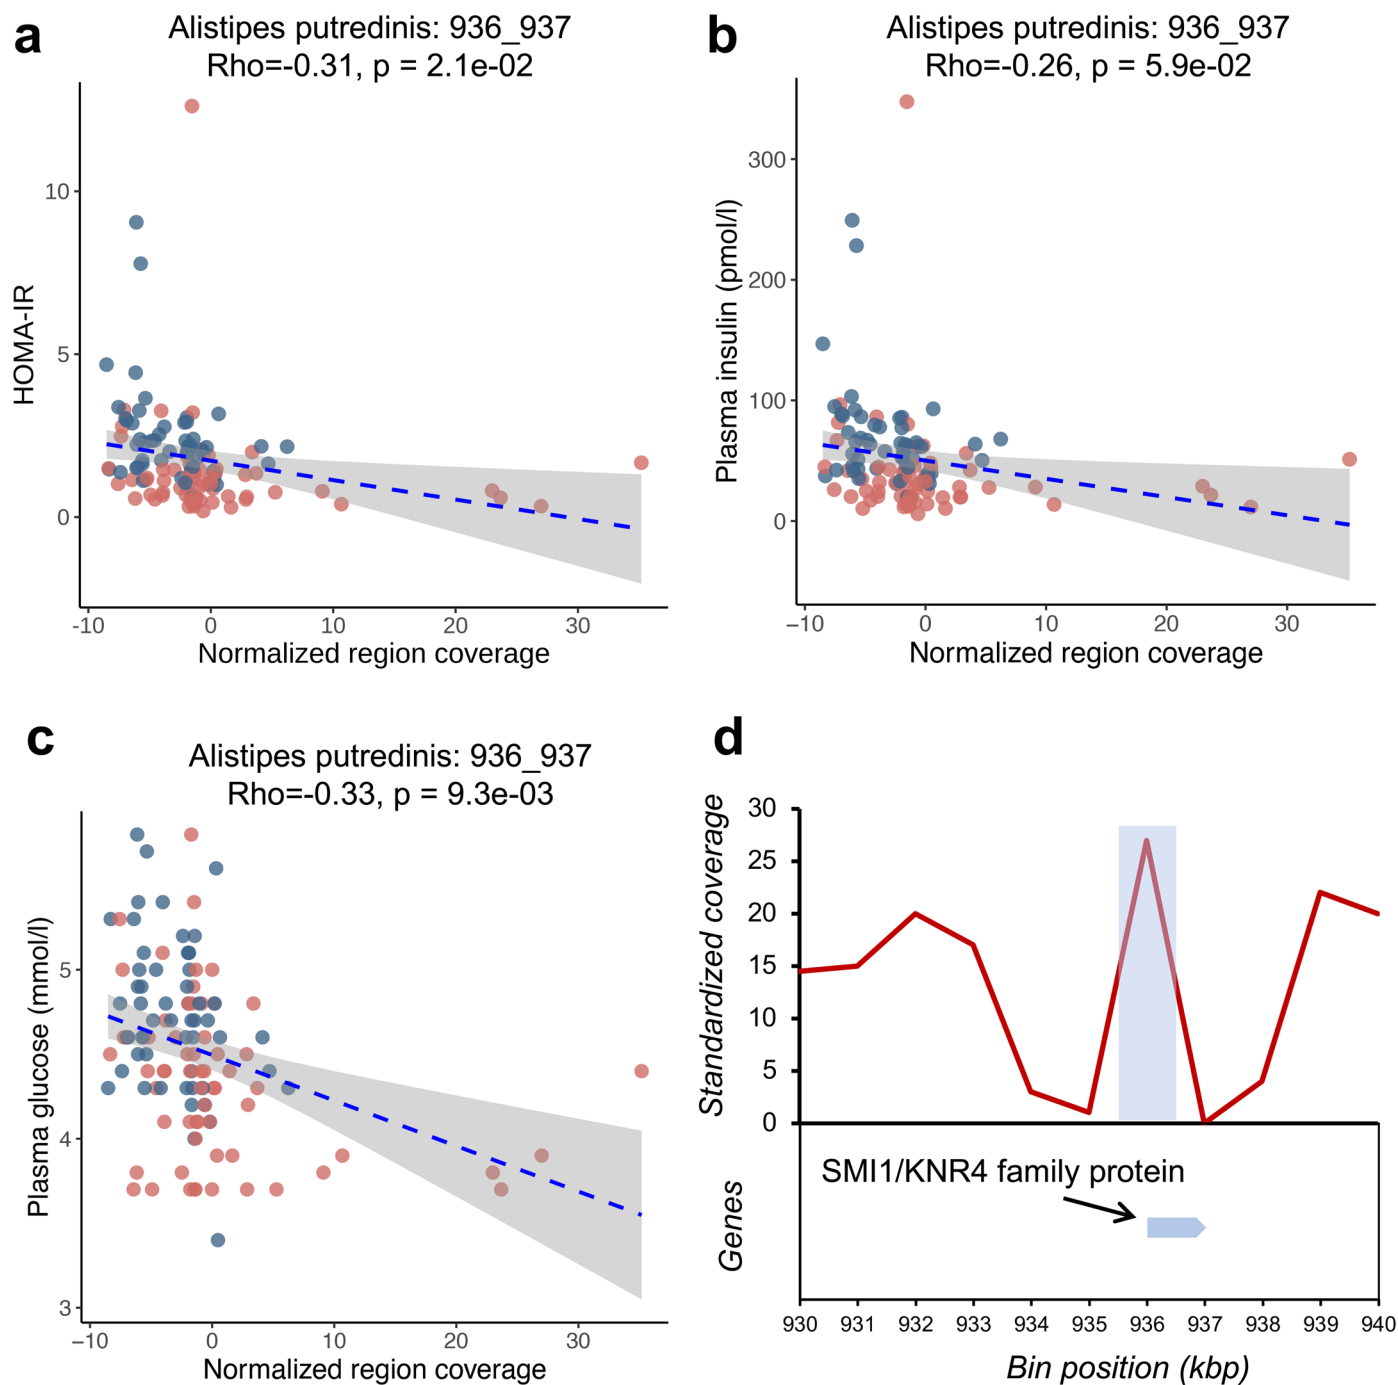 a
Alistipes putredinis: 936_937
Rho=-0.31, p = 2.1e-02
HOMA-IR
10
5
0
-10 0 10 20 30
Normalized region coverage
b
Alistipes putredinis: 936_937
Rho=-0.26, p = 5.9e-02
Plasma insulin (pmol/l)
300
200
100
0
−10 0 10 20 30
Normalized region coverage
c
Alistipes putredinis: 936_937
Rho=-0.33, p = 9.3e-03
Plasma glucose (mmol/l)
5
4
3
−10 0 10 20 30
Normalized region coverage
d
Standardized coverage
30
25
20
15
10
5
0
Genes
SMI1/KNR4 family protein
930 931 932 933 934 935 936 937 938 939 940
Bin position (kbp)